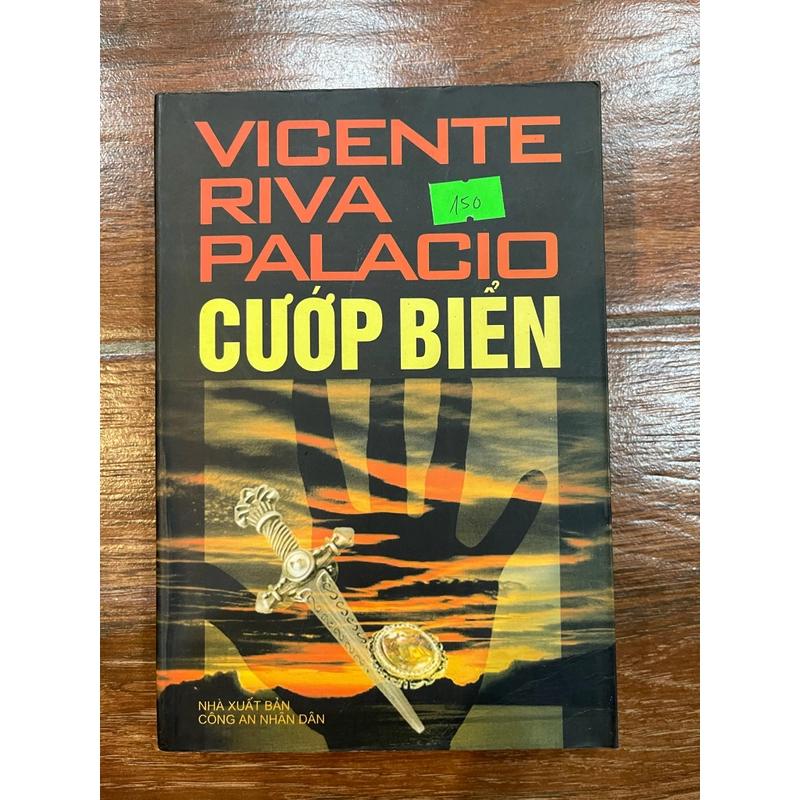 VICENTE
RIVA
150
PALACIO
CƯỚP BIỂN
NHÀ XUẤT BẢN
CÔNG AN NHÂN DÂN